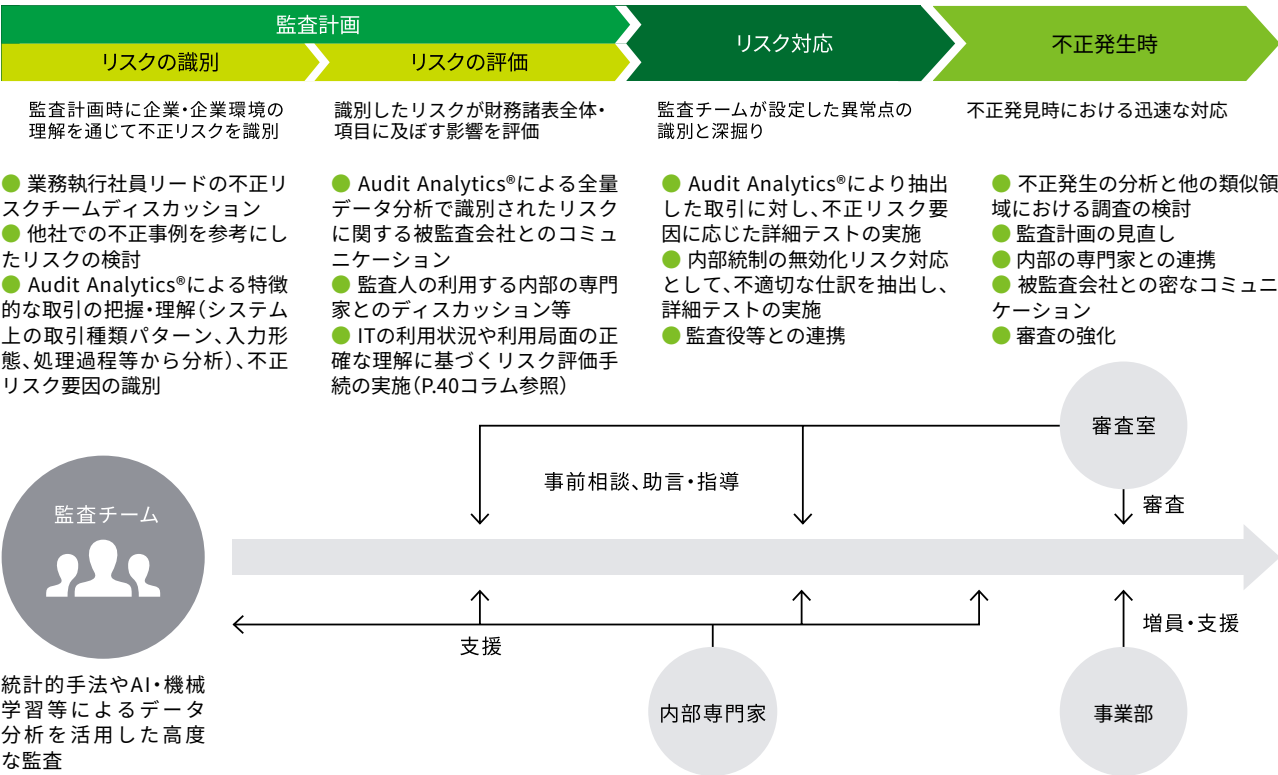 監査計画
リスクの識別
リスクの評価
リスク対応
不正発生時
監査計画時に企業・企業環境の
理解を通じて不正リスクを識別
識別したリスクが財務諸表全体・
項目に及ぼす影響を評価
監査チームが設定した異常点の
識別と深掘り
不正発見時における迅速な対応
● 業務執行社員リードの不正リ
スクチームディスカッション
● 他社での不正事例を参考にし
たリスクの検討
● Audit Analytics®による特徴
的な取引の把握・理解（システム
上の取引種類パターン、入力形
態、処理過程等から分析）、不正
リスク要因の識別
● Audit Analytics®による全量
データ分析で識別されたリスク
に関する被監査会社とのコミュ
ニケーション
● 監査人の利用する内部の専門
家とのディスカッション等
● ITの利用状況や利用局面の正
確な理解に基づくリスク評価手
続の実施（P.40コラム参照）
● Audit Analytics®により抽出
した取引に対し、不正リスク要
因に応じた詳細テストの実施
● 内部統制の無効化リスク対応
として、不適切な仕訳を抽出し、
詳細テストの実施
● 監査役等との連携
● 不正発生の分析と他の類似領
域における調査の検討
● 監査計画の見直し
● 内部の専門家との連携
● 被監査会社との密なコミュニ
ケーション
● 審査の強化
審査室
事前相談、助言・指導
審査
監査チーム
支援
増員・支援
内部専門家
事業部
統計的手法やAI・機械
学習等によるデータ
分析を活用した高度
な監査